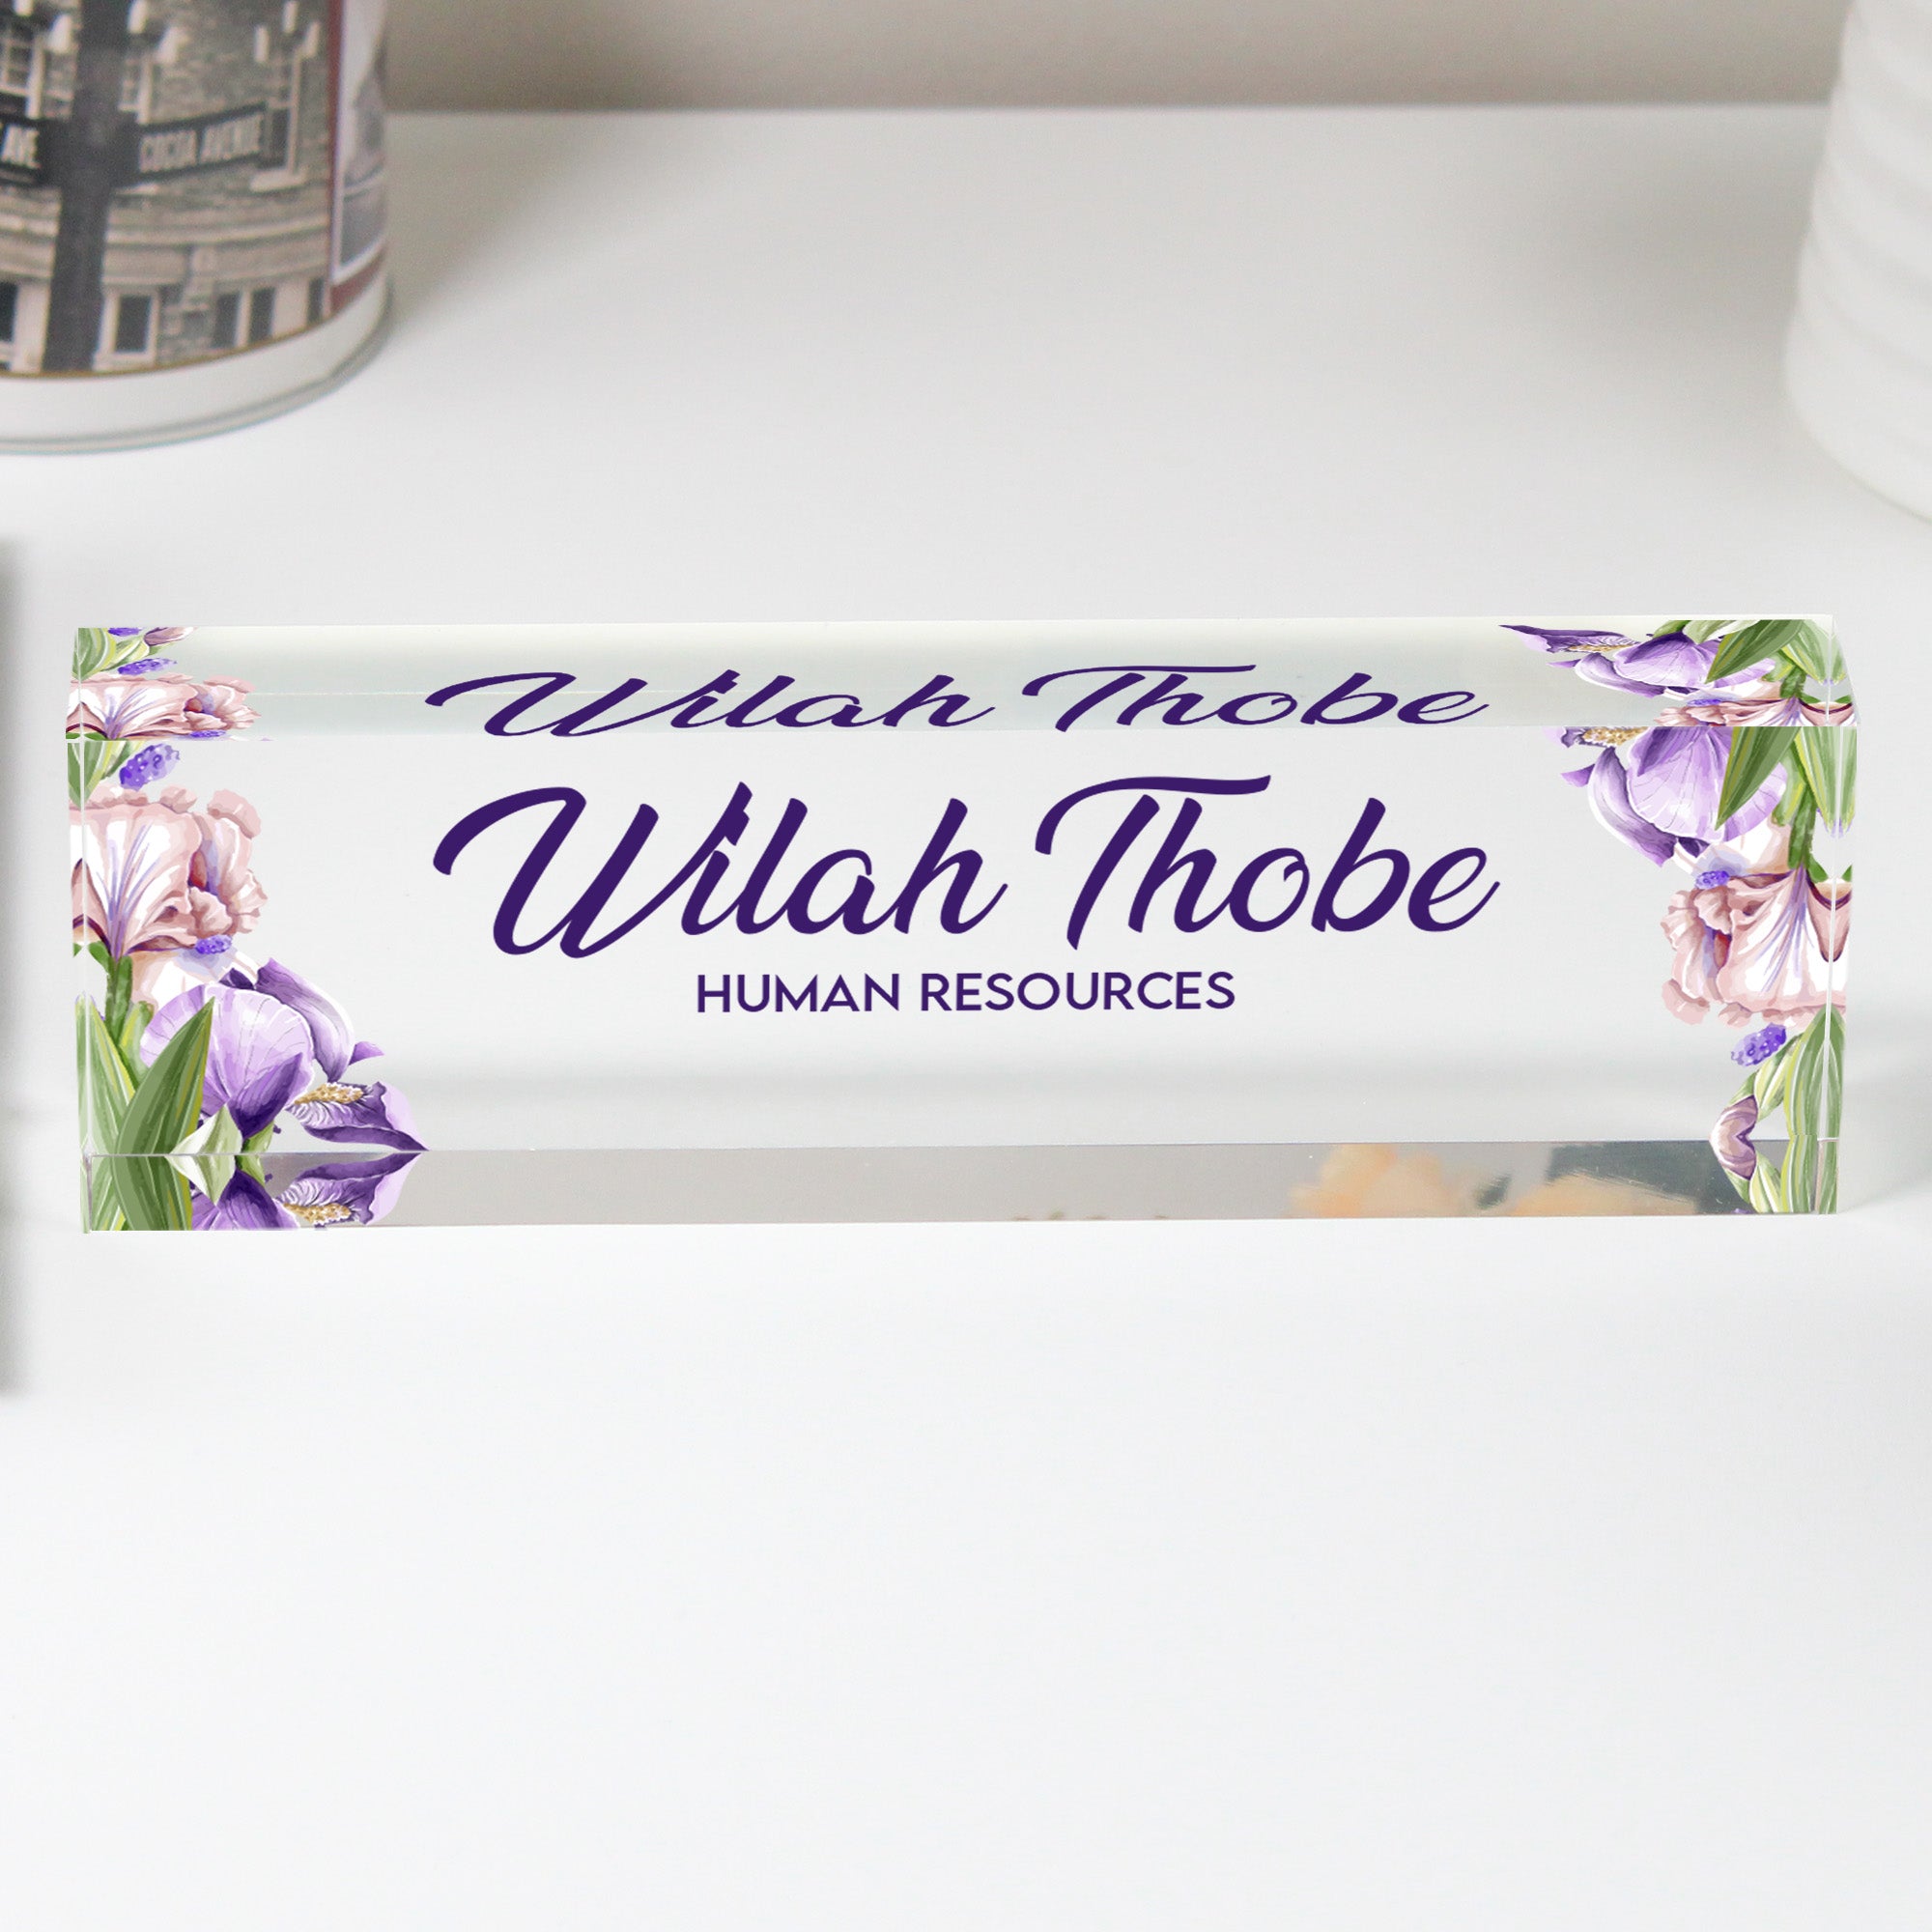 AVE.
COCOA AVENUE
Wilah Thobe
Wilah Thobe
HUMAN RESOURCES